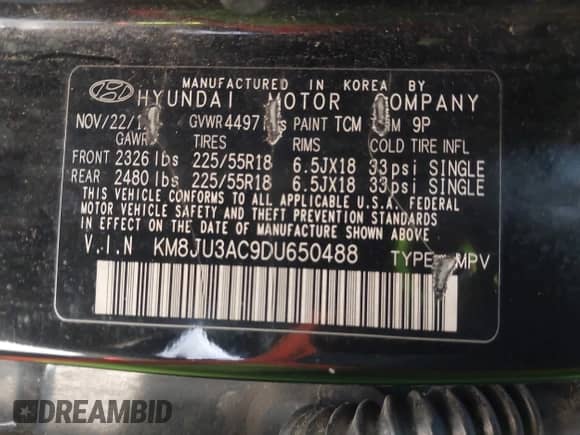 MANUFACTURED IN KOREA BY
HYUNDAI MOTOR COMPANY
NOV/22/ GVWR 4497 PAINT TCM 9P
GAWR TIRES RIMS COLD TIRE INFL
FRONT 2326 lbs 225/55R18 6.5JX18 33psi SINGLE
REAR 2480 lbs 225/55R18 6.5JX18 33psi SINGLE
THIS VEHICLE CONFORMS TO ALL APPLICABLE U.S.A. FEDERAL
MOTOR VEHICLE SAFETY AND THEFT PREVENTION STANDARDS
IN EFFECT ON THE DATE OF MANUFACTURE SHOWN ABOVE
V.I.N KM8JU3AC9DU650488 TYPE MPV
DREAMBID